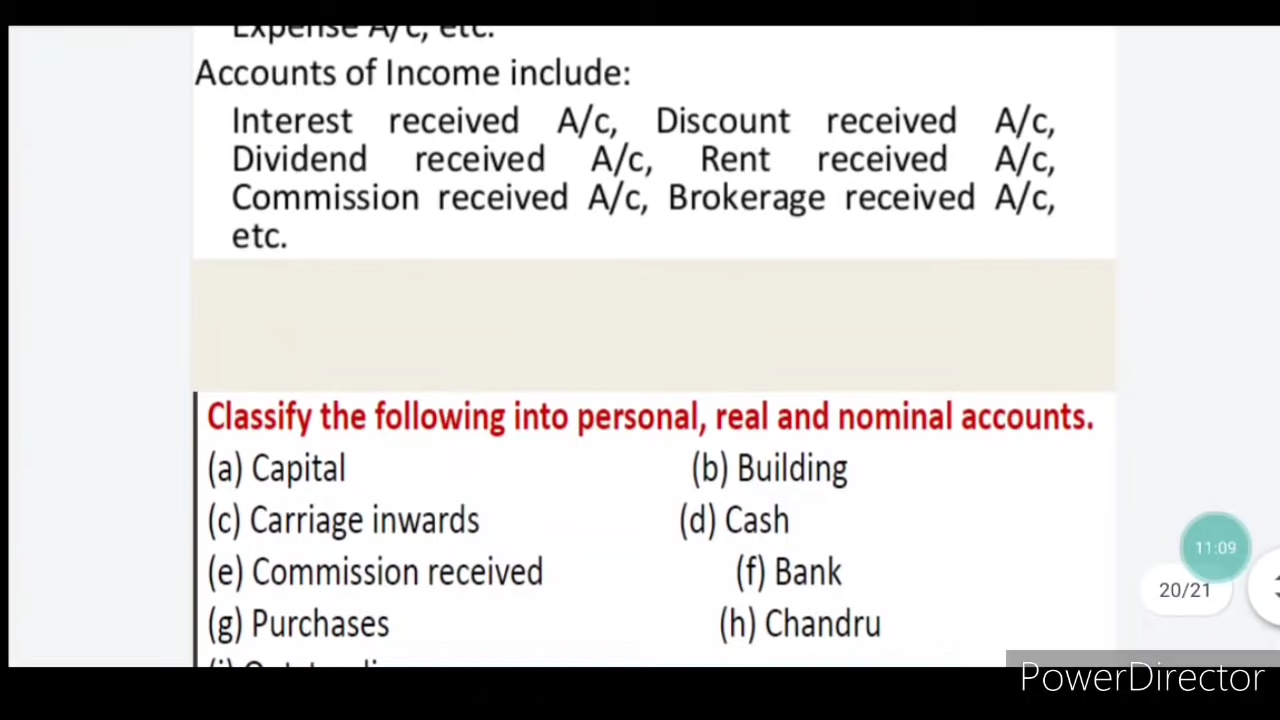 Expense A/c, etc.
Accounts of Income include:
Interest received A/c, Discount received A/c,
Dividend received A/c, Rent received A/c,
Commission received A/c, Brokerage received A/c,
etc.
Classify the following into personal, real and nominal accounts.
(a) Capital (b) Building
(c) Carriage inwards (d) Cash
(e) Commission received (f) Bank
(g) Purchases (h) Chandru
11:09
20/21
PowerDirector